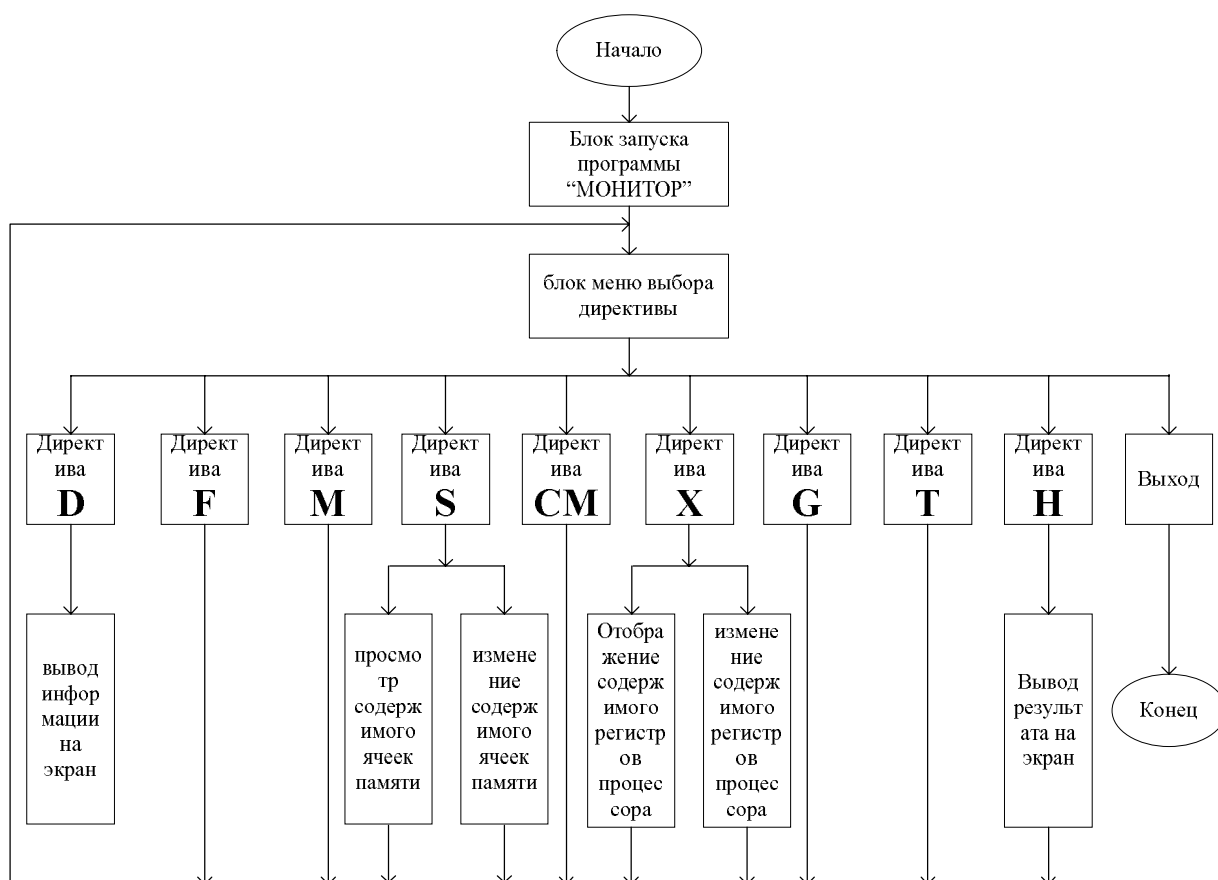 Начало
Блок запуска
программы
“МОНИТОР”
блок меню выбора
директивы
Директ
ива
D
Директ
ива
F
Директ
ива
M
Директ
ива
S
Директ
ива
CM
Директ
ива
X
Директ
ива
G
Директ
ива
T
Директ
ива
H
Выход
вывод
инфор
мации
на
экран
просмо
тр
содерж
имого
ячеек
памяти
измене
ние
содерж
имого
ячеек
памяти
Отобра
жение
содерж
имого
регистр
ов
процес
сора
измене
ние
содерж
имого
регистр
ов
процес
сора
Вывод
результ
ата на
экран
Конец